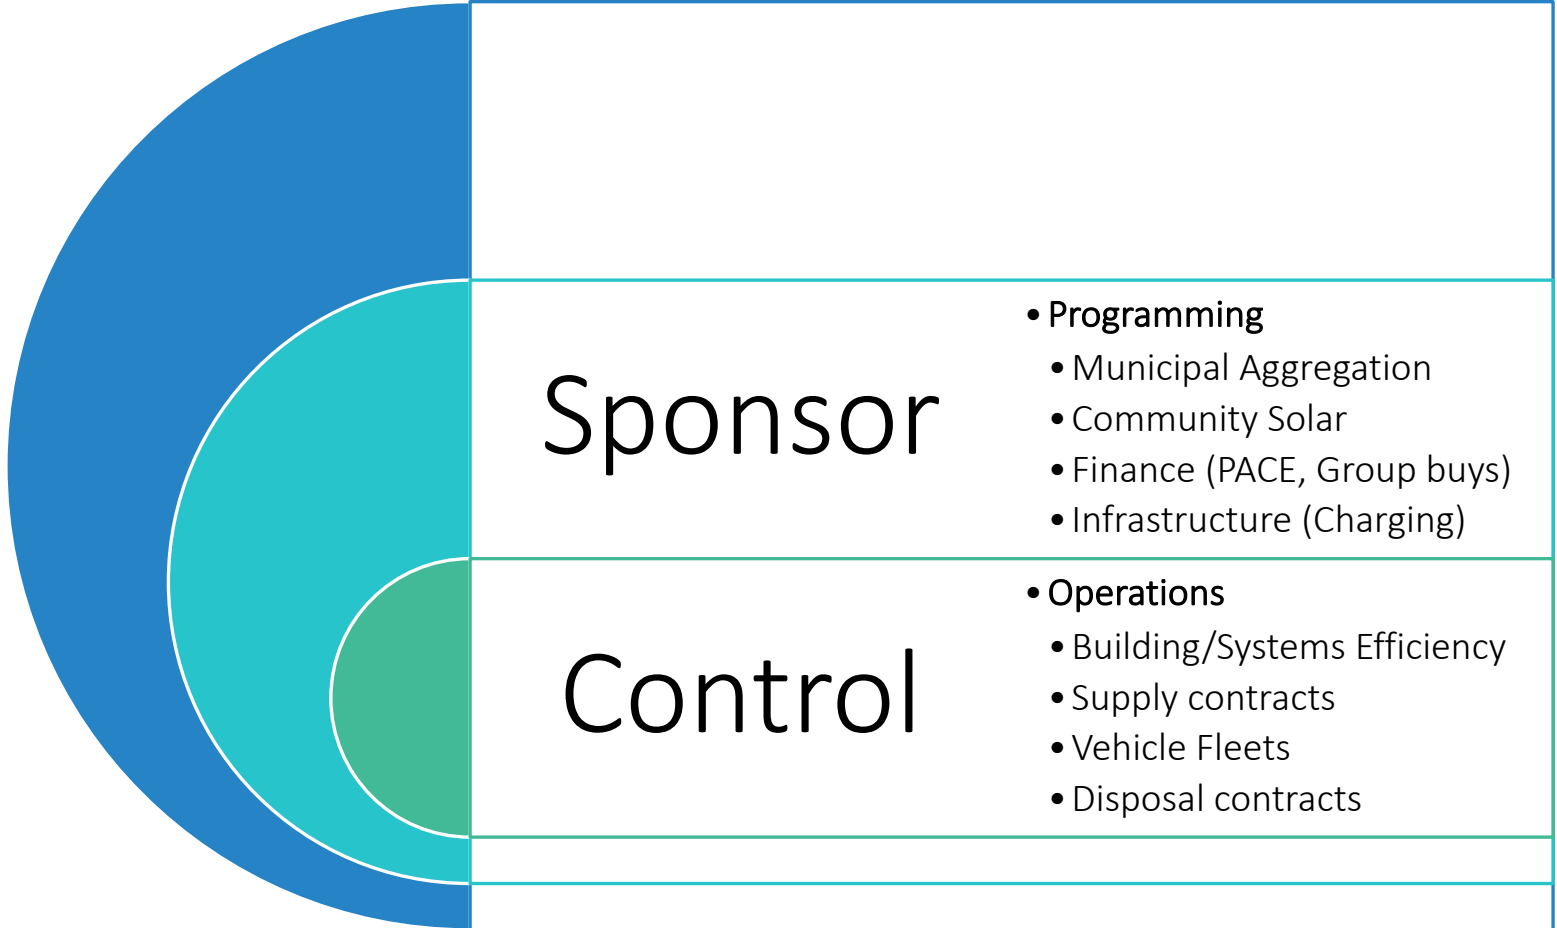 Sponsor
• Programming
• Municipal Aggregation
• Community Solar
• Finance (PACE, Group buys)
• Infrastructure (Charging)
Control
• Operations
• Building/Systems Efficiency
• Supply contracts
• Vehicle Fleets
• Disposal contracts